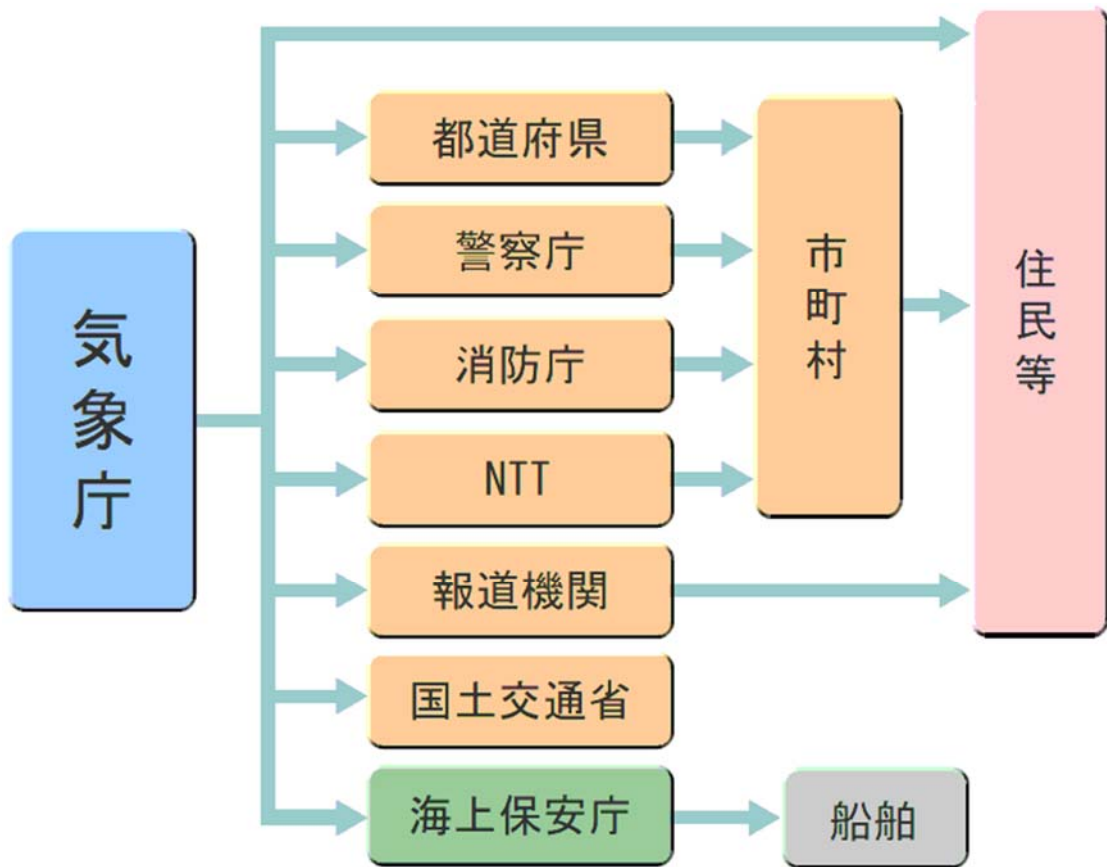 気象庁
都道府県
警察庁
消防庁
NTT
報道機関
国土交通省
海上保安庁
市町村
住民等
船舶